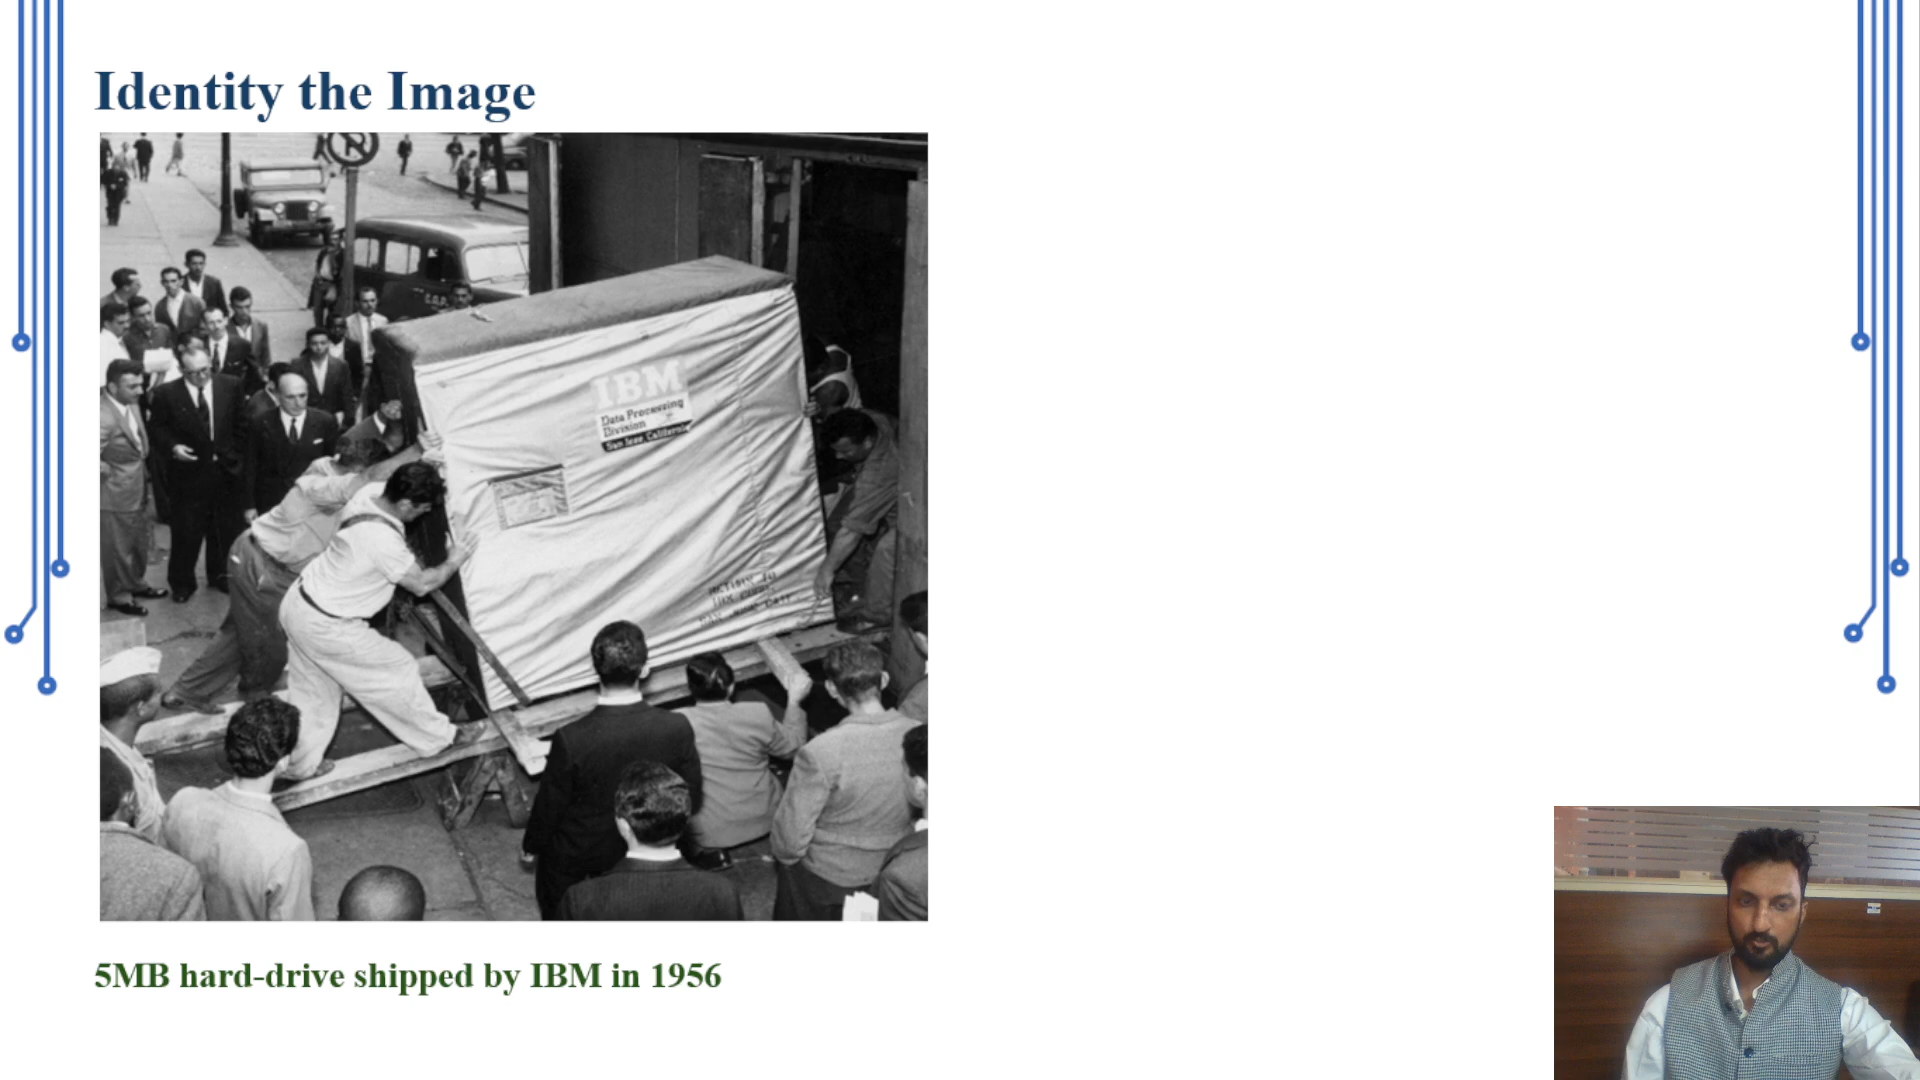 Identity the Image
C.O.P.
IBM
Data Processing
Division
San Jose, California
5MB hard-drive shipped by IBM in 1956